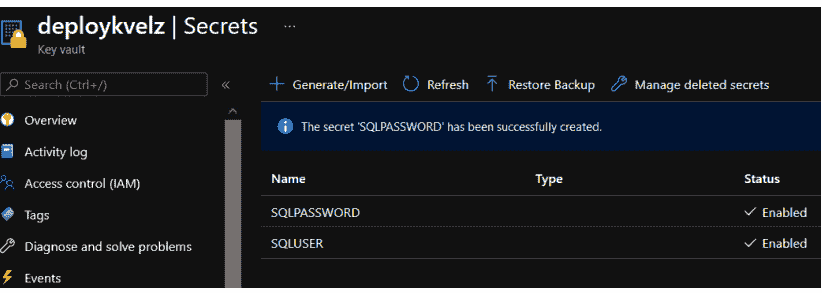 deploykvelz | Secrets ...
Key vault
Search (Ctrl+/)
«
Overview
Activity log
Access control (IAM)
Tags
Diagnose and solve problems
Events
Generate/Import Refresh Restore Backup Manage deleted secrets
The secret 'SQLPASSWORD' has been successfully created.
Name Type Status
SQLPASSWORD Enabled
SQLUSER Enabled